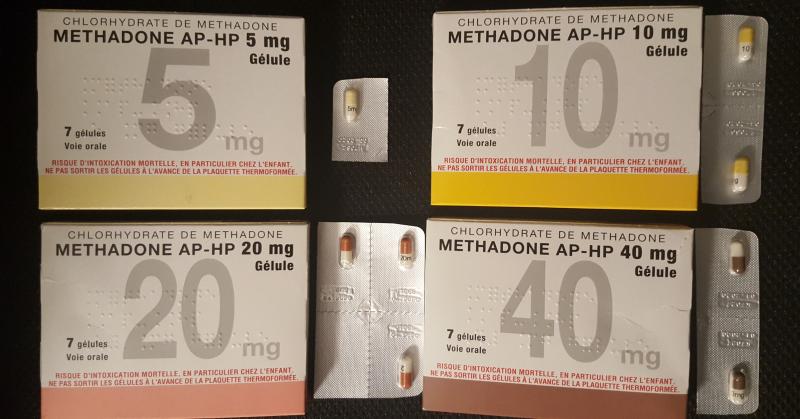 CHLORHYDRATE DE METHADONE
METHADONE AP-HP 5 mg
Gélule
5 mg
7 gélules
Voie orale
RISQUE D'INTOXICATION MORTELLE, EN PARTICULIER CHEZ L'ENFANT.
NE PAS SORTIR LES GÉLULES À L'AVANCE DE LA PLAQUETTE THERMOFORMÉE.
5m
CHLORHYDRATE DE METHADONE
METHADONE AP-HP 10 mg
Gélule
10 mg
7 gélules
Voie orale
RISQUE D'INTOXICATION MORTELLE, EN PARTICULIER CHEZ L'ENFANT.
NE PAS SORTIR LES GÉLULES À L'AVANCE DE LA PLAQUETTE THERMOFORMÉE.
10
CHLORHYDRATE DE METHADONE
METHADONE AP-HP 20 mg
Gélule
20 mg
7 gélules
Voie orale
RISQUE D'INTOXICATION MORTELLE, EN PARTICULIER CHEZ L'ENFANT.
NE PAS SORTIR LES GÉLULES À L'AVANCE DE LA PLAQUETTE THERMOFORMÉE.
20m
2
CHLORHYDRATE DE METHADONE
METHADONE AP-HP 40 mg
Gélule
40 mg
7 gélules
Voie orale
RISQUE D'INTOXICATION MORTELLE, EN PARTICULIER CHEZ L'ENFANT.
NE PAS SORTIR LES GÉLULES À L'AVANCE DE LA PLAQUETTE THERMOFORMÉE.